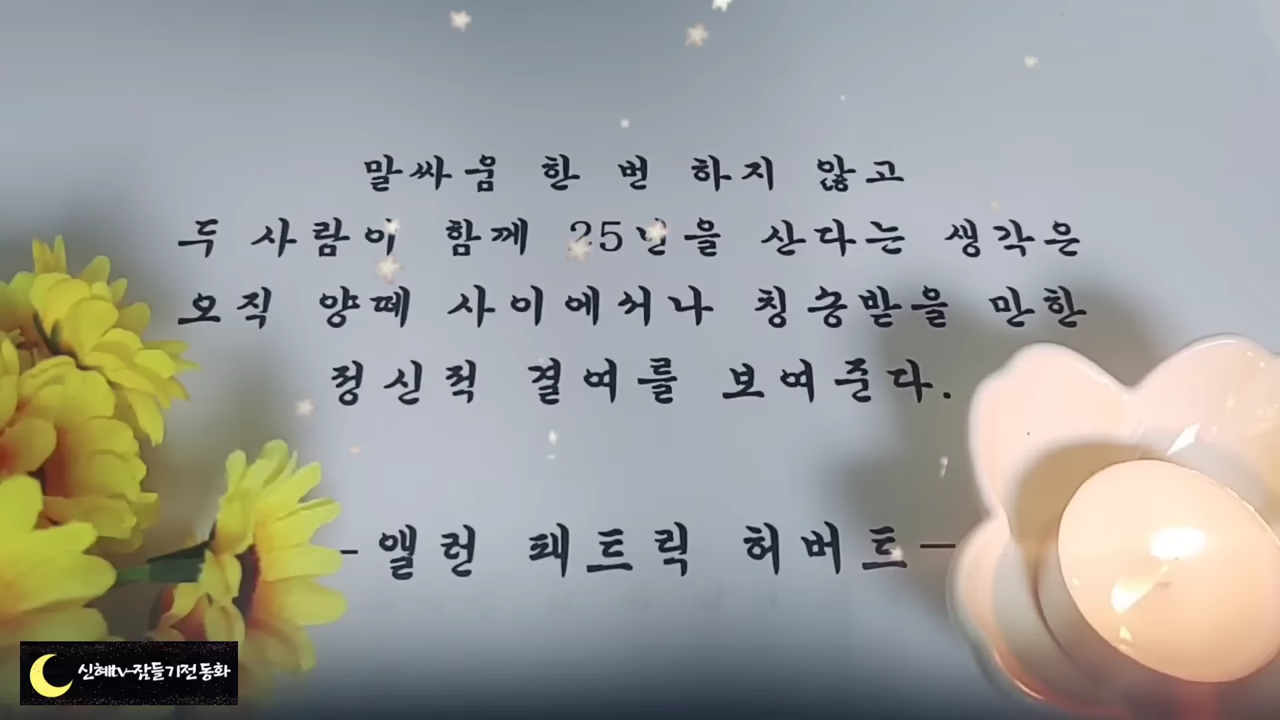 말싸움 한 번 하지 않고
두 사람이 함께 25년을 산다는 생각은
오직 양떼 사이에서나 칭송받을 만한
정신적 결여를 보여준다.
-앨런 패트릭 허버트-
신혜tv-잠들기전 동화